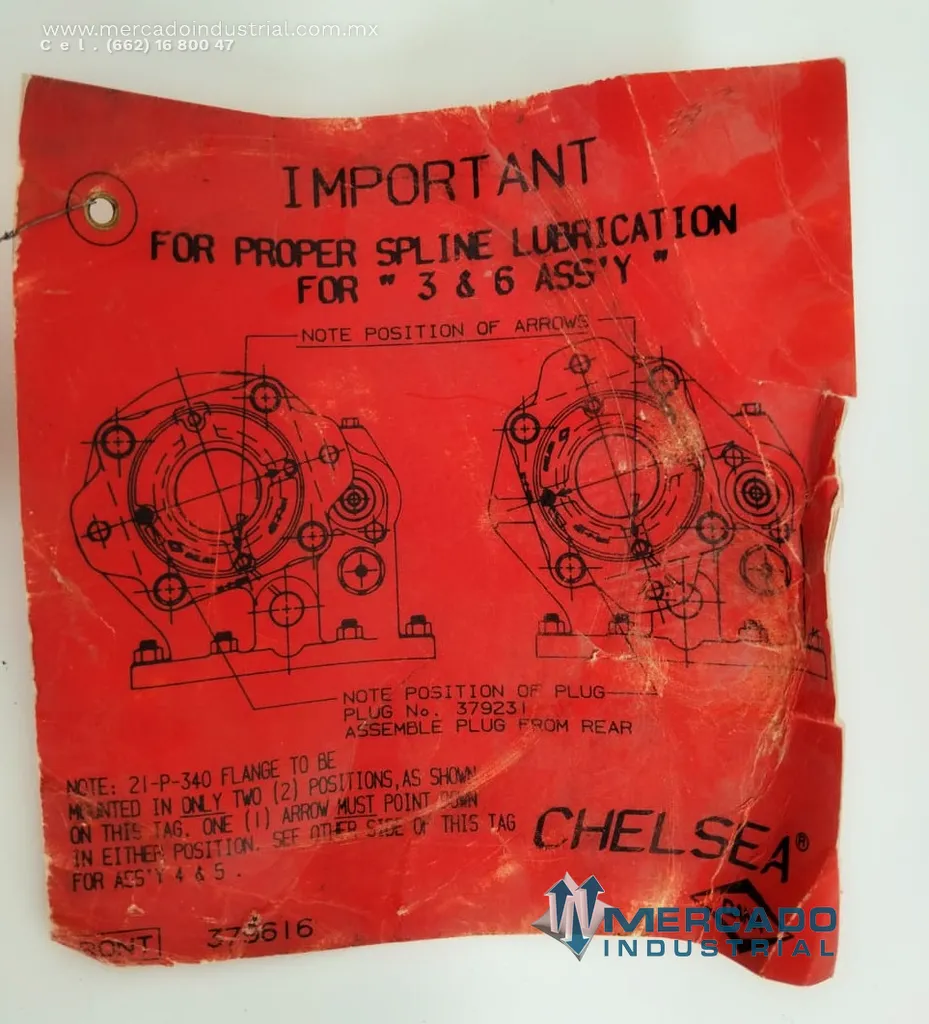 www.mercadoindustrial.com.mx
Cel. (662) 16 800 47
IMPORTANT
FOR PROPER SPLINE LUBRICATION
FOR " 3 & 6 ASS'Y "
NOTE POSITION OF ARROWS
NOTE POSITION OF PLUG
PLUG No. 379231
ASSEMBLE PLUG FROM REAR
NOTE: 21-P-340 FLANGE TO BE
MOUNTED IN ONLY TWO (2) POSITIONS, AS SHOWN
ON THIS TAG. ONE (1) ARROW MUST POINT DOWN
IN EITHER POSITION. SEE OTHER SIDE OF THIS TAG
FOR ASS'Y 4 & 5 .
CHELSEA®
RONT
379616
MERCADO
INDUSTRIAL